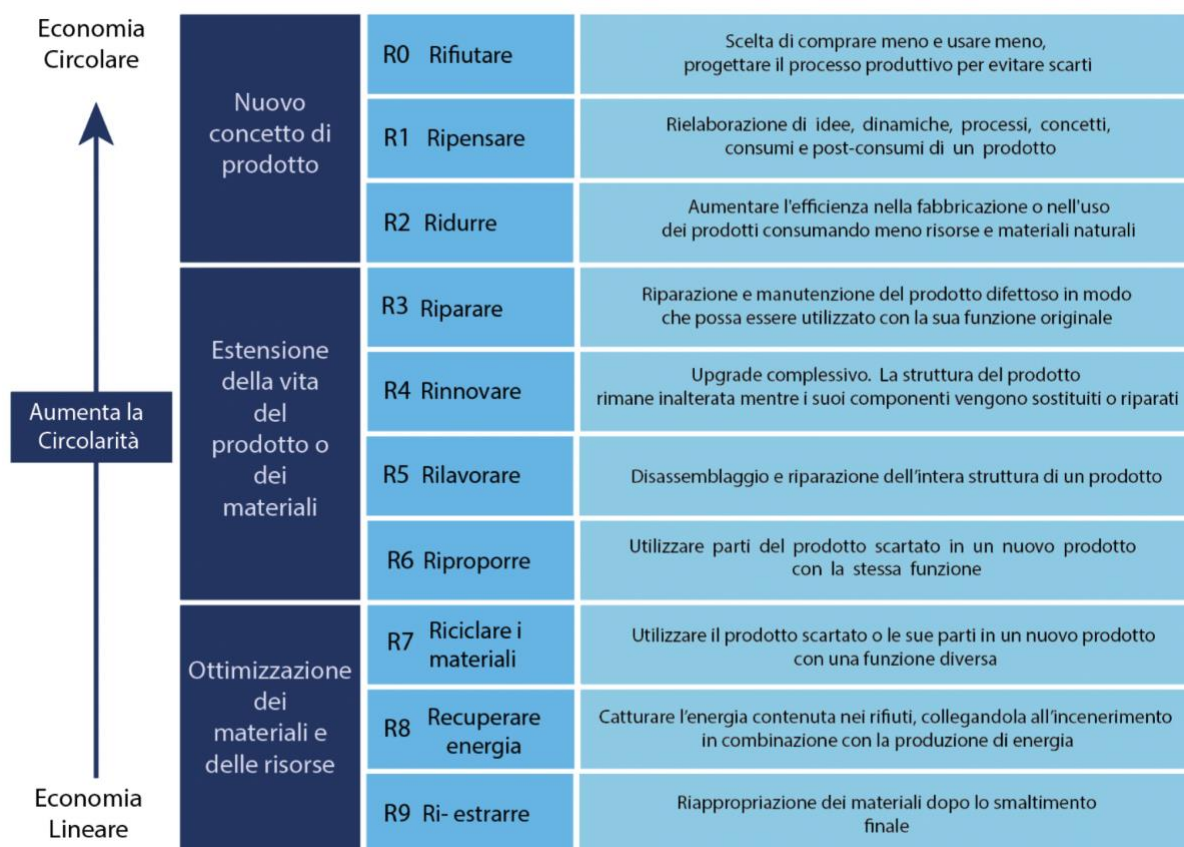 Economia
Circolare
Aumenta la
Circolarità
Economia
Lineare
Nuovo
concetto di
prodotto
R0 Rifiutare
Scelta di comprare meno e usare meno,
progettare il processo produttivo per evitare scarti
R1 Ripensare
Rielaborazione di idee, dinamiche, processi, concetti,
consumi e post-consumi di un prodotto
R2 Ridurre
Aumentare l'efficienza nella fabbricazione o nell'uso
dei prodotti consumando meno risorse e materiali naturali
Estensione
della vita
del
prodotto o
dei
materiali
R3 Riparare
Riparazione e manutenzione del prodotto difettoso in modo
che possa essere utilizzato con la sua funzione originale
R4 Rinnovare
Upgrade complessivo. La struttura del prodotto
rimane inalterata mentre i suoi componenti vengono sostituiti o riparati
R5 Rilavorare
Disassemblaggio e riparazione dell'intera struttura di un prodotto
R6 Riproporre
Utilizzare parti del prodotto scartato in un nuovo prodotto
con la stessa funzione
Ottimizzazione
dei
materiali e
delle risorse
R7 Riciclare i
materiali
Utilizzare il prodotto scartato o le sue parti in un nuovo prodotto
con una funzione diversa
R8 Recuperare
energia
Catturare l'energia contenuta nei rifiuti, collegandola all'incenerimento
in combinazione con la produzione di energia
R9 Ri- estrarre
Riappropriazione dei materiali dopo lo smaltimento
finale